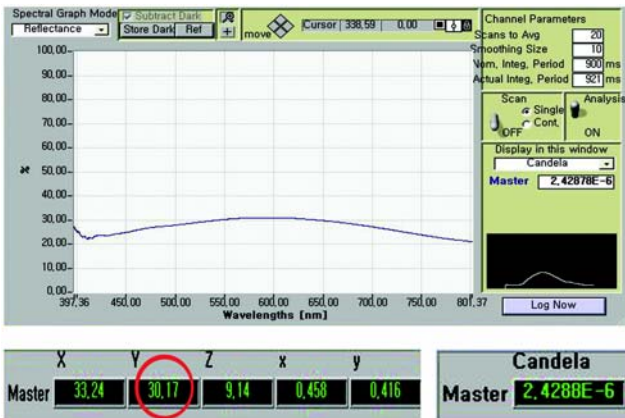 Spectral Graph Mode
Reflectance
Subtract Dark
Store Dark Ref
move
Cursor 338,59 0,00
Channel Parameters
Scans to Avg 20
Smoothing Size 10
Nom, Integ, Period 900 ms
Actual Integ, Period 921 ms
Scan
Single
Cont,
OFF
Analysis
ON
Display in this window
Candela
Master 2,42878E-6
Log Now
100,00
90,00
80,00
70,00
60,00
50,00
40,00
30,00
20,00
10,00
0,00
%
397,36 450,00 500,00 550,00 600,00 650,00 700,00 750,00 801,37
Wavelengths [nm]
X Y Z x y
Master 33,24 30,17 9,14 0,458 0,416
Candela
Master 2,4288E-6